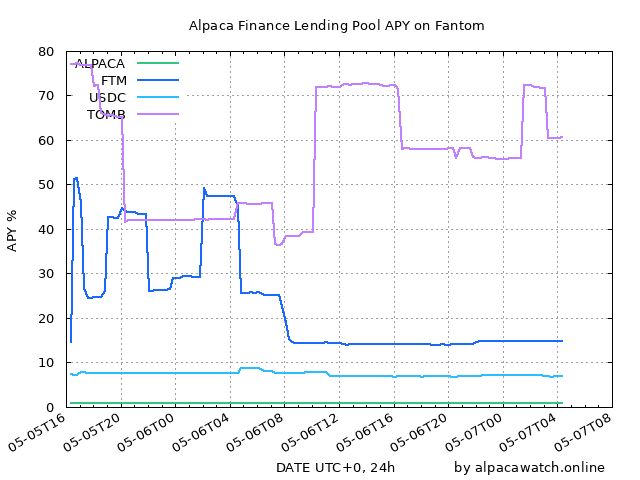 Alpaca Finance Lending Pool APY on Fantom
80
70
60
50
40
30
20
10
0
APY %
ALPACA
FTM
USDC
TOMB
05-05T16
05-05T20
05-06T00
05-06T04
05-06T08
05-06T12
05-06T16
05-06T20
05-07T00
05-07T04
05-07T08
DATE UTC+0, 24h
by alpacawatch.online